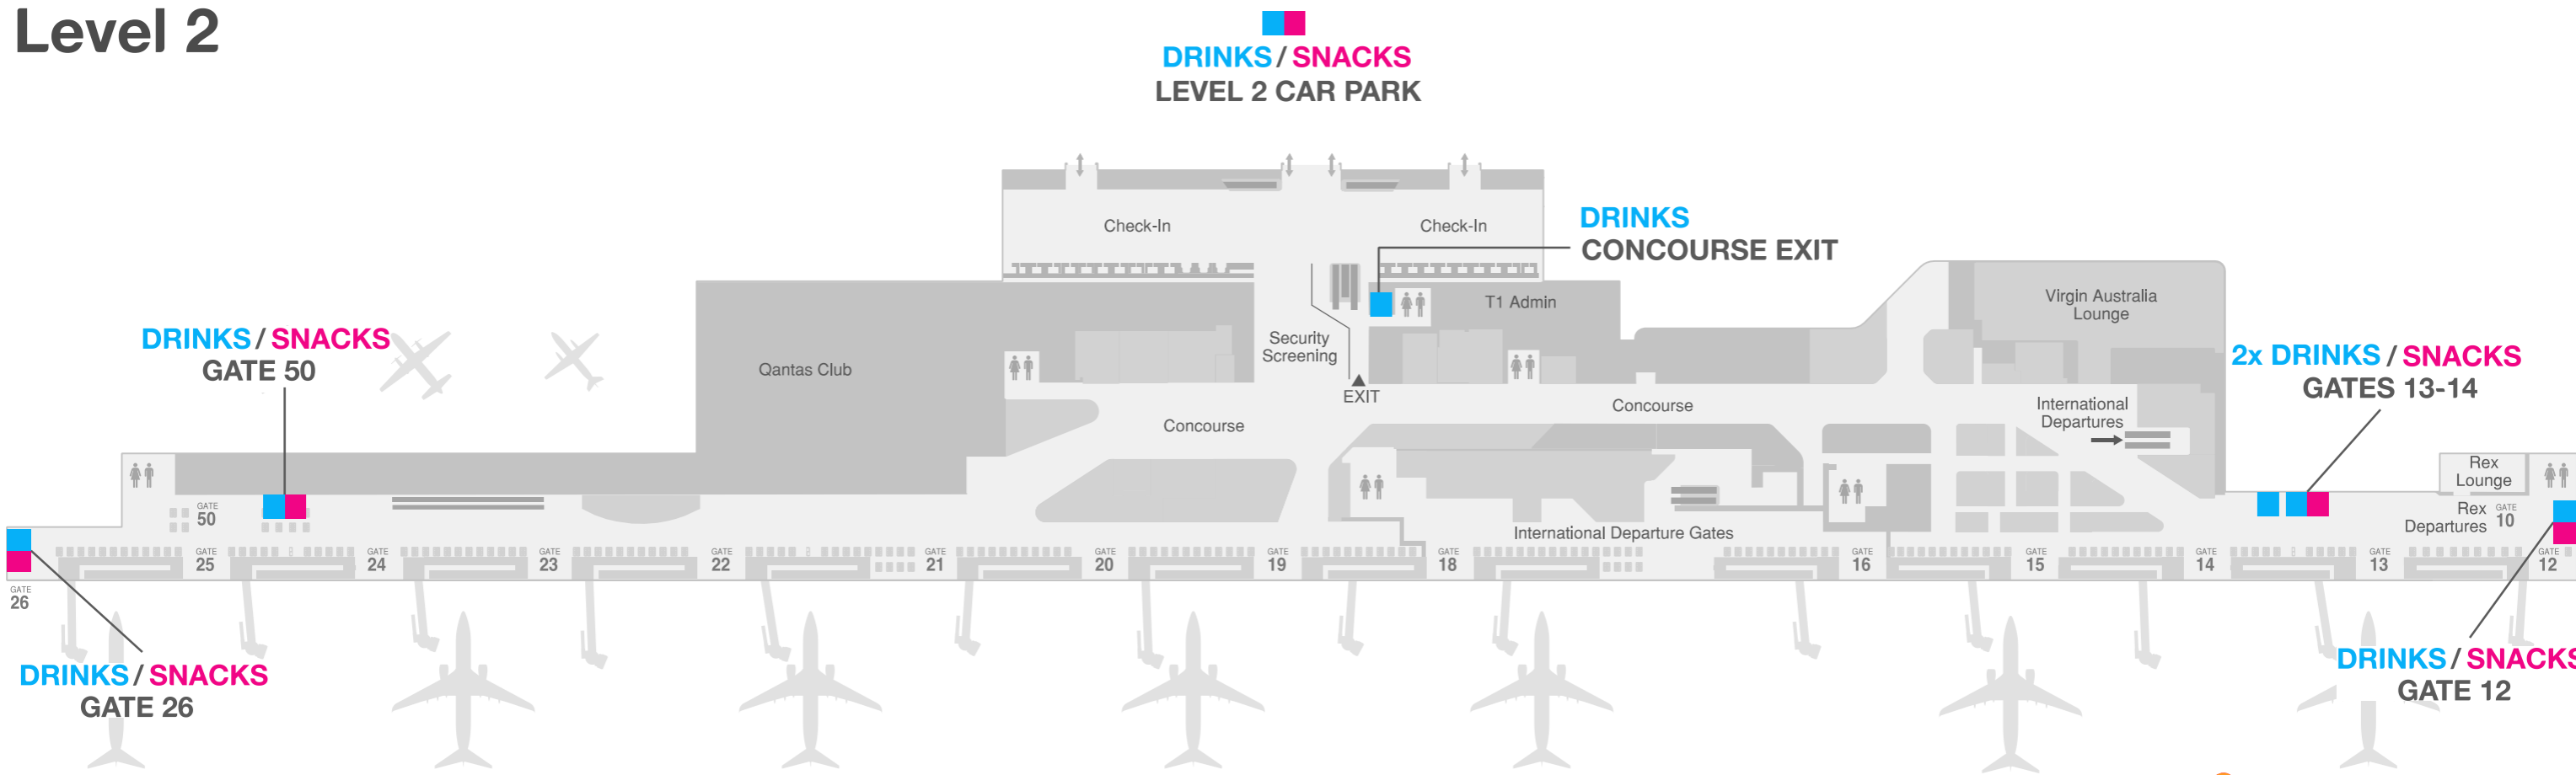 Level 2
DRINKS / SNACKS
LEVEL 2 CAR PARK
Check-In
Check-In
DRINKS
CONCOURSE EXIT
T1 Admin
Virgin Australia
Lounge
Security
Screening
EXIT
DRINKS / SNACKS
GATE 50
Qantas Club
2x DRINKS / SNACKS
GATES 13-14
Concourse
Concourse
International
Departures
Rex
Lounge
Rex
Departures
GATE
10
GATE
50
International Departure Gates
GATE
25
GATE
24
GATE
23
GATE
22
GATE
21
GATE
20
GATE
19
GATE
18
GATE
16
GATE
15
GATE
14
GATE
13
GATE
12
GATE
26
DRINKS / SNACKS
GATE 26
DRINKS / SNACKS
GATE 12